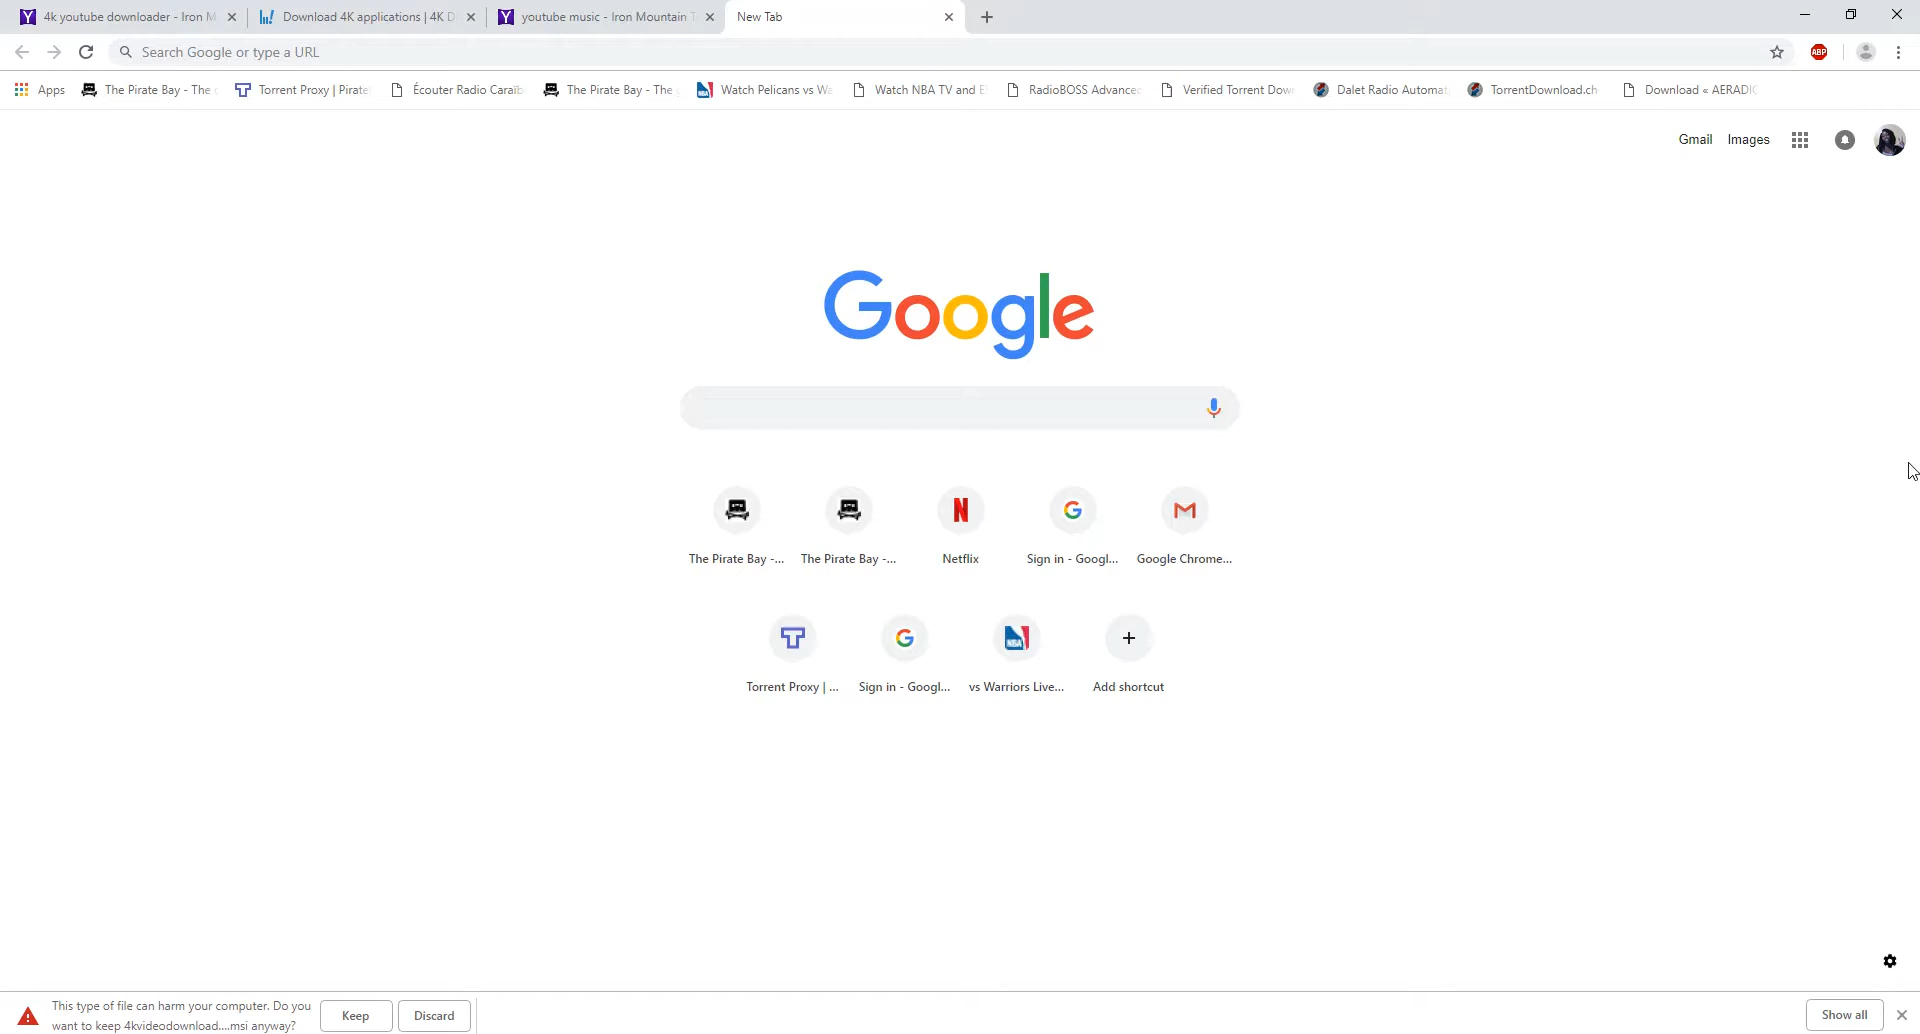 4k youtube downloader - Iron M
Download 4K applications | 4K D
youtube music - Iron Mountain T
New Tab
Search Google or type a URL
ABP
Apps
The Pirate Bay - The
Torrent Proxy | Pirate
Écouter Radio Caraïb
The Pirate Bay - The g
Watch Pelicans vs Wa
Watch NBA TV and E
RadioBOSS Advanced
Verified Torrent Dow
Dalet Radio Automat
TorrentDownload.ch
Download « AERADIO
Gmail
Images
Google
The Pirate Bay -...
The Pirate Bay -...
Netflix
Sign in - Googl...
Google Chrome...
Torrent Proxy | ...
Sign in - Googl...
vs Warriors Live...
Add shortcut
This type of file can harm your computer. Do you
want to keep 4kvideodownload....msi anyway?
Keep
Discard
Show all